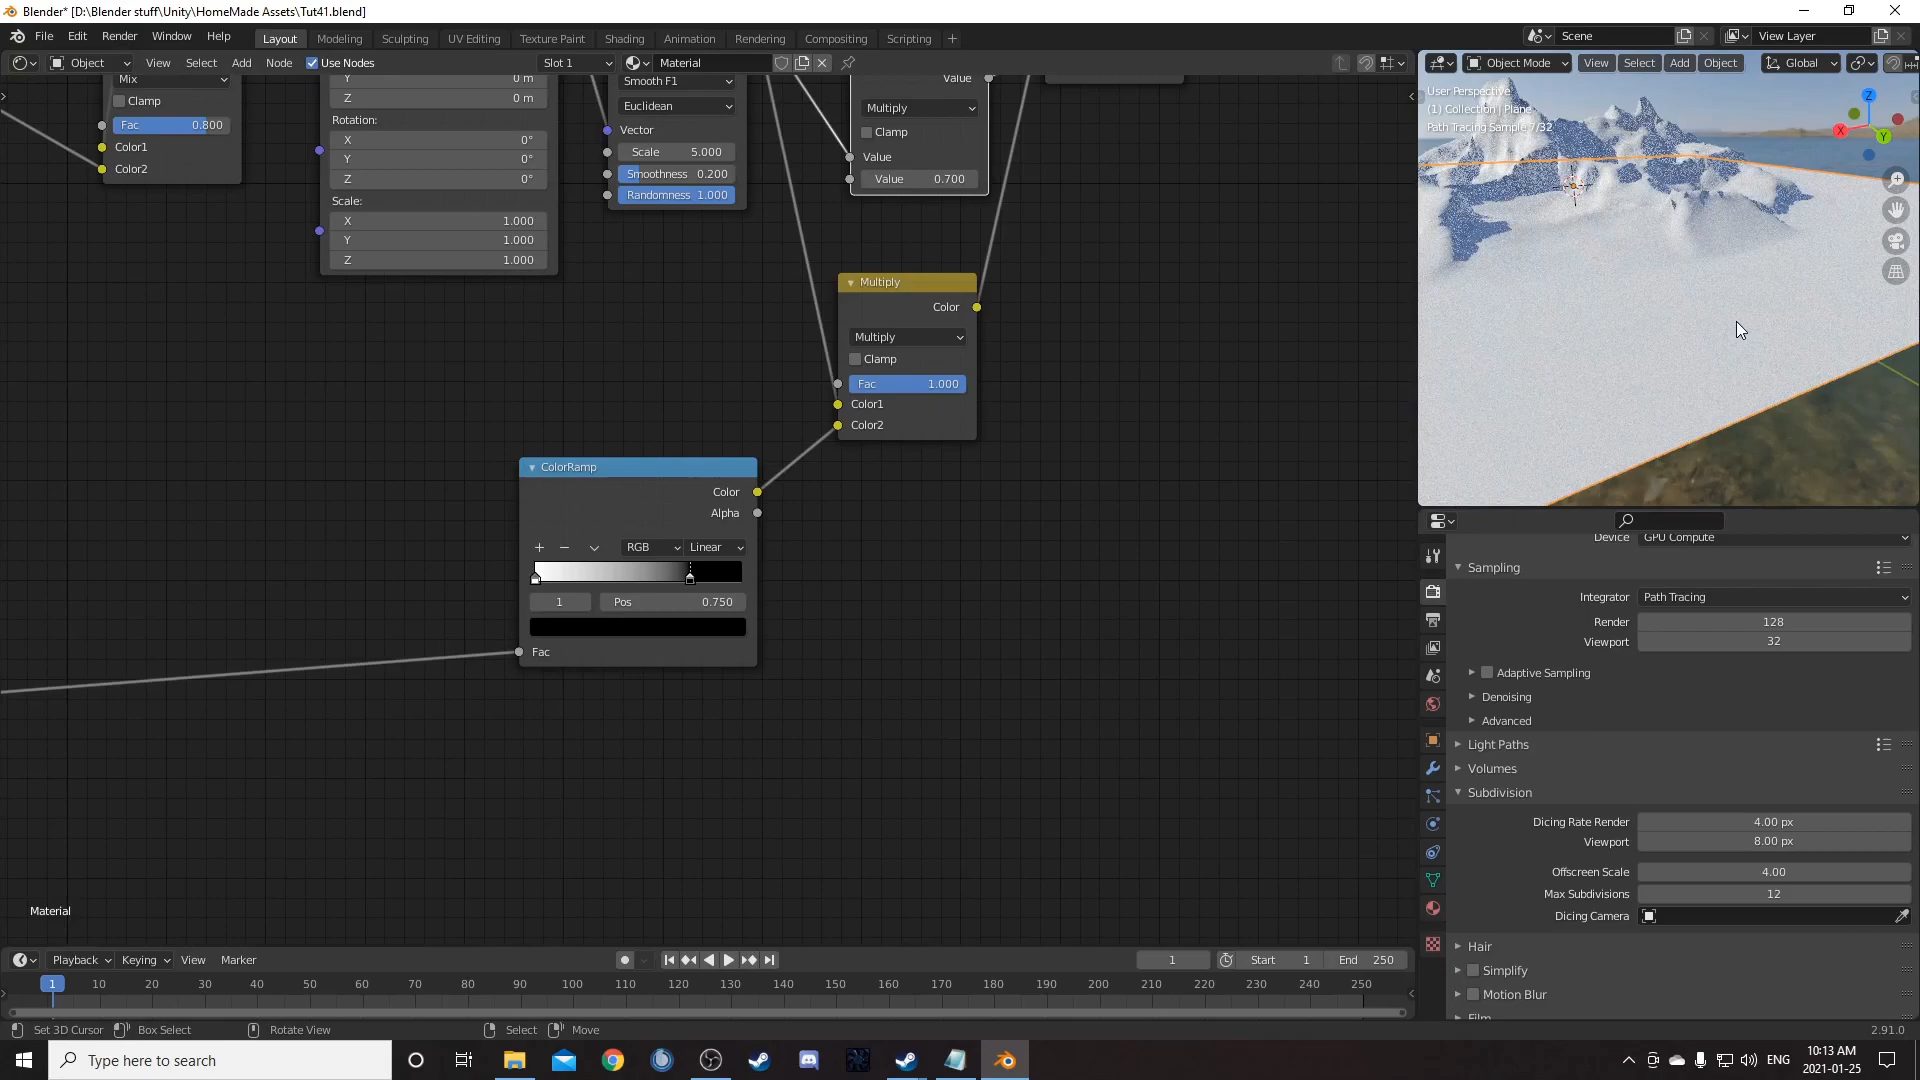 Blender* [D:\Blender stuff\Unity\HomeMade Assets\Tut41.blend]
File Edit Render Window Help Layout Modeling Sculpting UV Editing Texture Paint Shading Animation Rendering Compositing Scripting + Scene View Layer
Object View Select Add Node Use Nodes Slot 1 Material
Object Mode View Select Add Object Global
User Perspective
(1) Collection | Plane
Path Tracing Sample 7/32
Z
X
Y
Mix
Clamp
Fac 0.800
Color1
Color2
Y 0 m
Z 0 m
Rotation:
X 0°
Y 0°
Z 0°
Scale:
X 1.000
Y 1.000
Z 1.000
Smooth F1
Euclidean
Vector
Scale 5.000
Smoothness 0.200
Randomness 1.000
Value
Multiply
Clamp
Value
Value 0.700
Multiply
Color
Multiply
Clamp
Fac 1.000
Color1
Color2
ColorRamp
Color
Alpha
+ − RGB Linear
1 Pos 0.750
Fac
Material
Device GPU Compute
Sampling
Integrator Path Tracing
Render 128
Viewport 32
Adaptive Sampling
Denoising
Advanced
Light Paths
Volumes
Subdivision
Dicing Rate Render 4.00 px
Viewport 8.00 px
Offscreen Scale 4.00
Max Subdivisions 12
Dicing Camera
Hair
Simplify
Motion Blur
Film
Playback Keying View Marker 1 Start 1 End 250
1 10 20 30 40 50 60 70 80 90 100 110 120 130 140 150 160 170 180 190 200 210 220 230 240 250
Set 3D Cursor Box Select Rotate View Select Move 2.91.0
Type here to search ENG 10:13 AM
2021-01-25